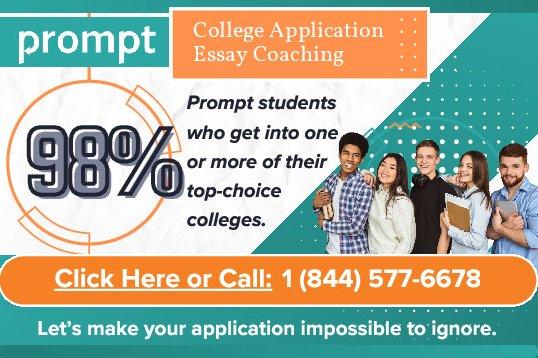 prompt
College Application
Essay Coaching
98%
Prompt students
who get into one
or more of their
top-choice
colleges.
Click Here or Call: 1 (844) 577-6678
Let's make your application impossible to ignore.